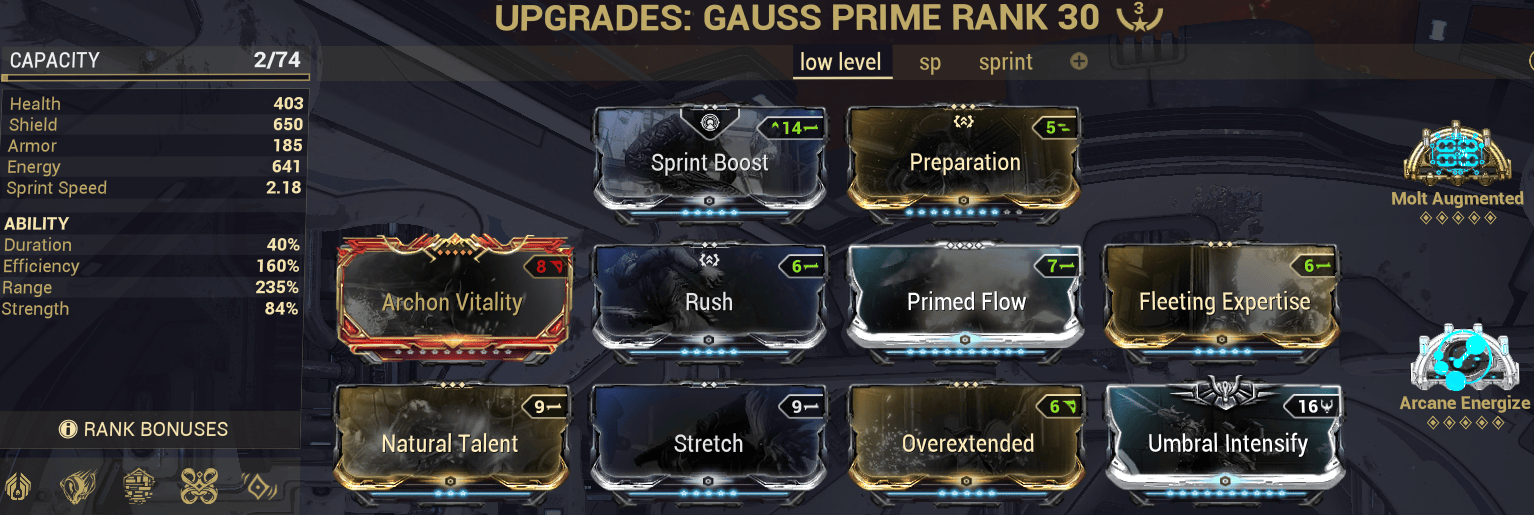 UPGRADES: GAUSS PRIME RANK 30 3
CAPACITY 2/74
low level sp sprint
Health 403
Shield 650
Armor 185
Energy 641
Sprint Speed 2.18
ABILITY
Duration 40%
Efficiency 160%
Range 235%
Strength 84%
RANK BONUSES
14
Sprint Boost
5
Preparation
Molt Augmented
8
Archon Vitality
6
Rush
7
Primed Flow
6
Fleeting Expertise
Arcane Energize
9
Natural Talent
9
Stretch
6
Overextended
16
Umbral Intensify